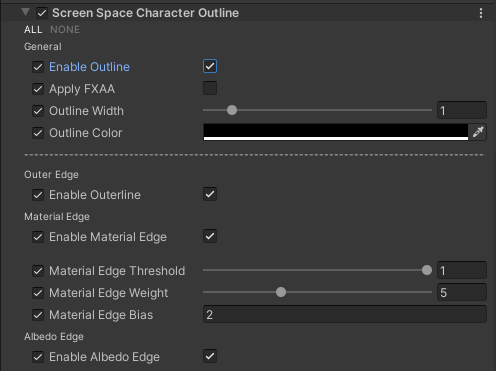 Screen Space Character Outline
ALL NONE
General
Enable Outline
Apply FXAA
Outline Width 1
Outline Color
Outer Edge
Enable Outerline
Material Edge
Enable Material Edge
Material Edge Threshold 1
Material Edge Weight 5
Material Edge Bias 2
Albedo Edge
Enable Albedo Edge